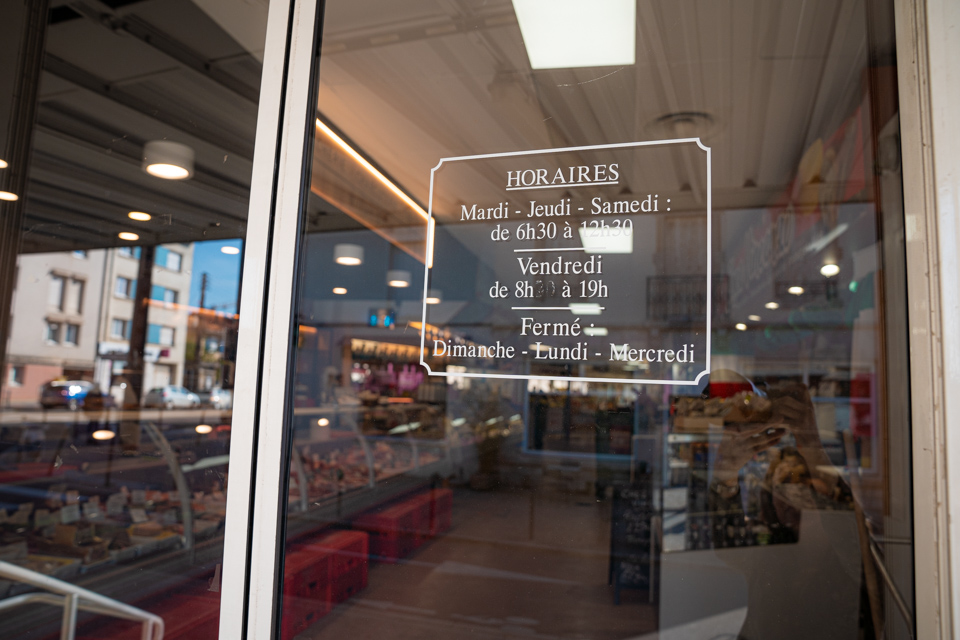 HORAIRES
Mardi - Jeudi - Samedi :
de 6h30 à 12h30
Vendredi
de 8h30 à 19h
Fermé :
Dimanche - Lundi - Mercredi